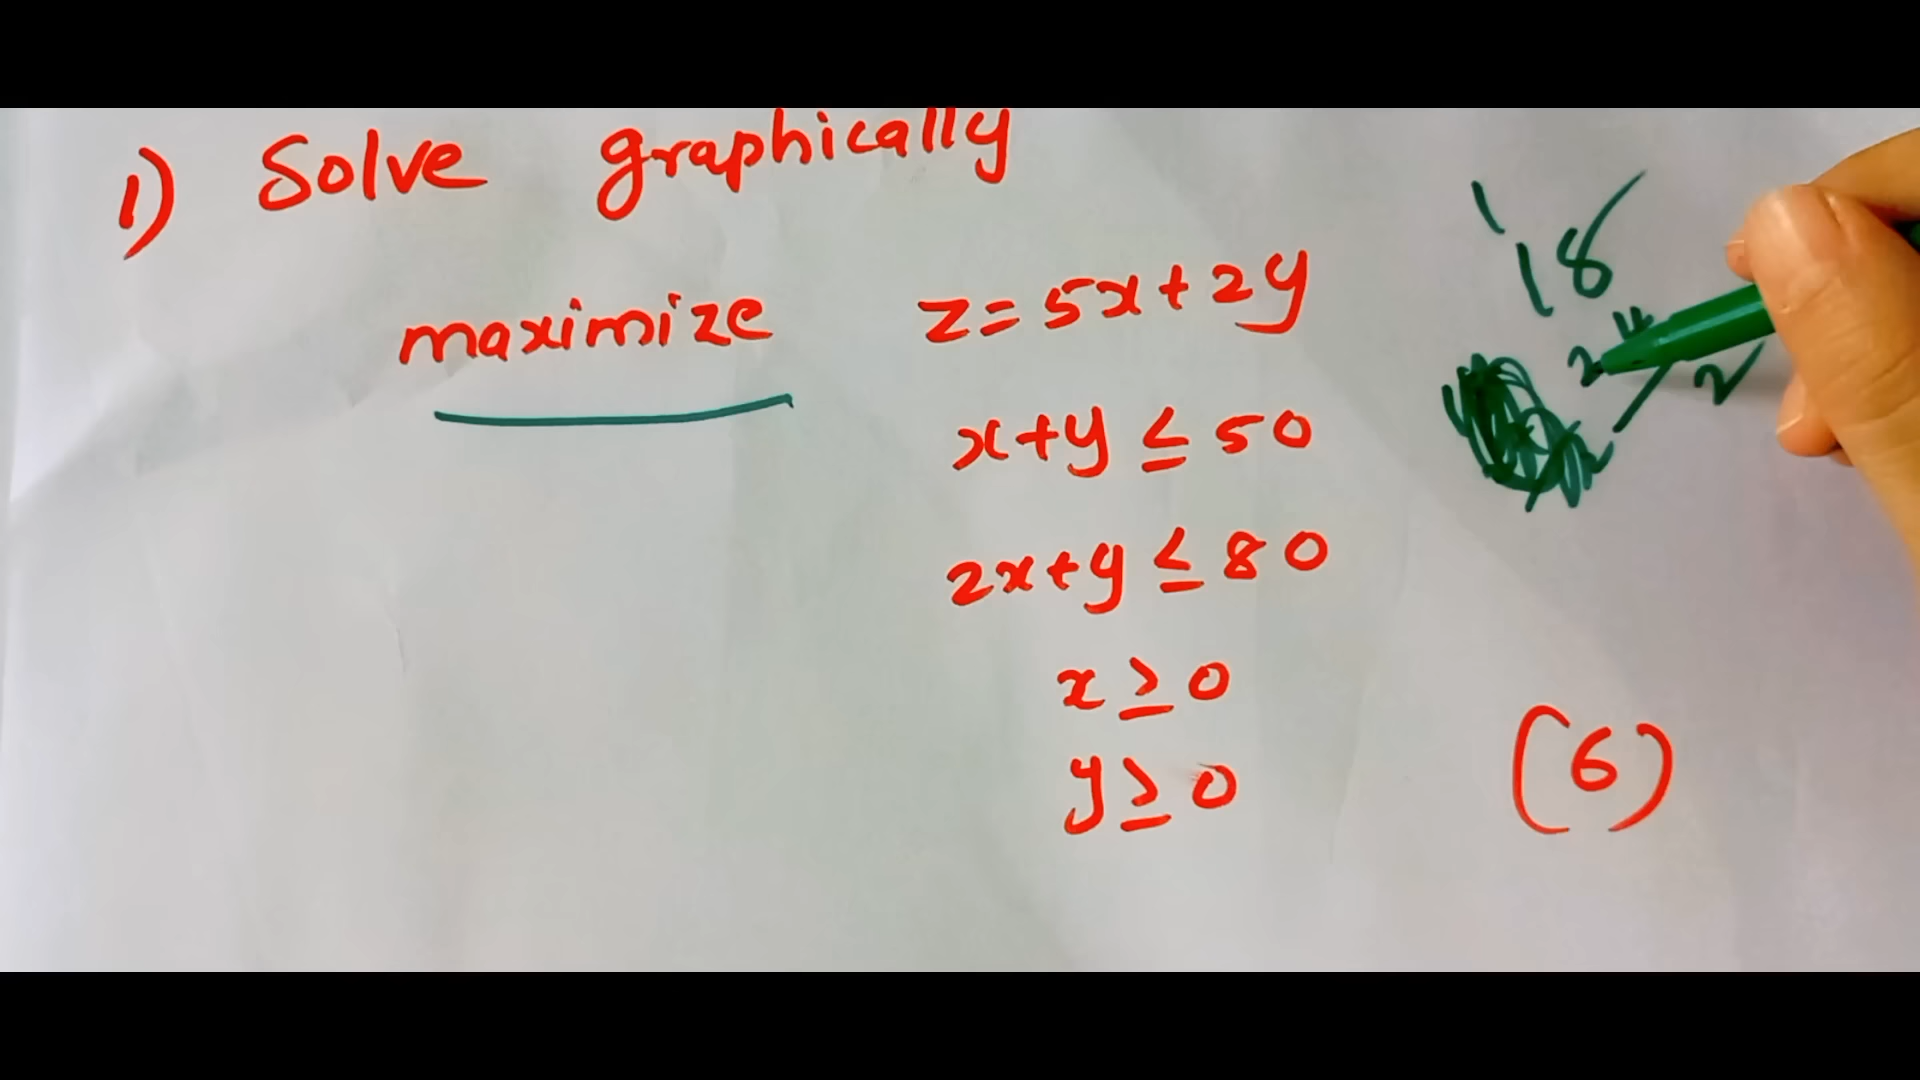 1) Solve graphically
maximize z=5x+2y
x+y ≤ 50
2x+y ≤ 80
x ≥ 0
y ≥ 0
(6)
'18